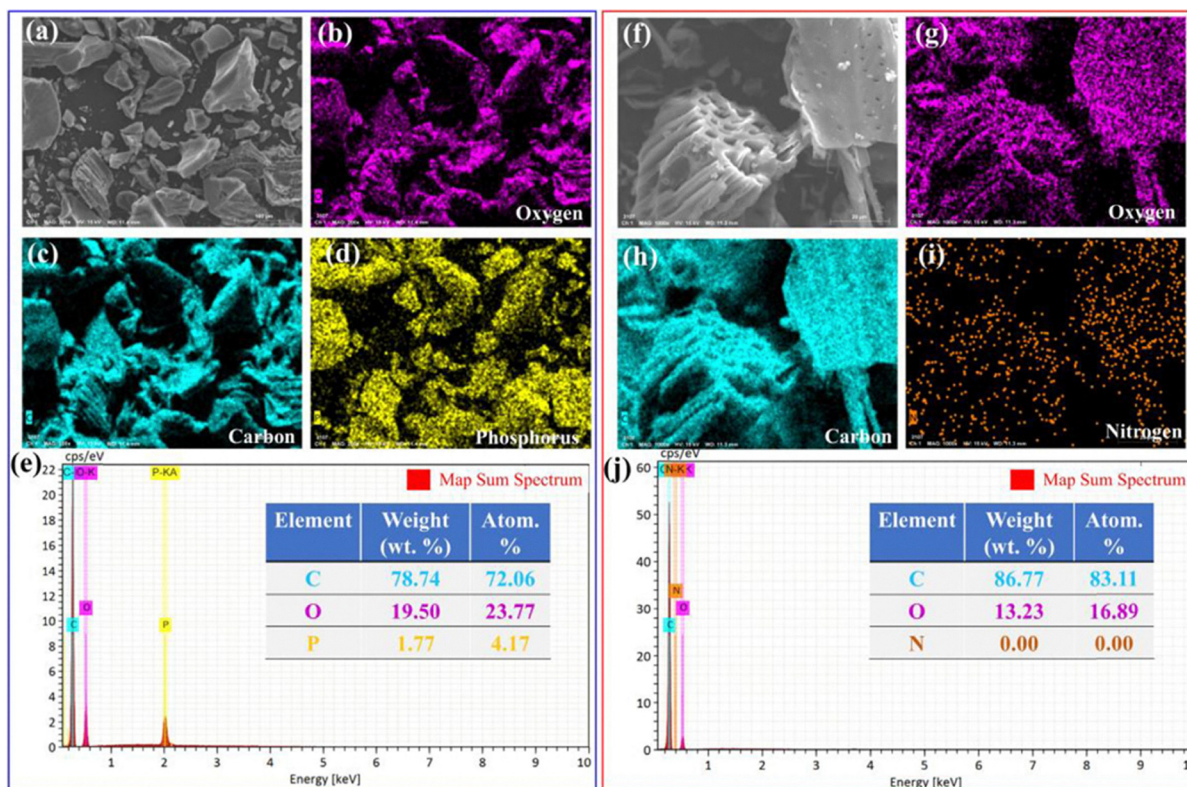 (a)
(b)
Oxygen
(c)
Carbon
(d)
Phosphorus
(e)
cps/eV
22
20
18
16
14
12
10
8
6
4
2
0
C-
O-K
P-KA
Map Sum Spectrum
O
C
P
Element Weight (wt. %) Atom. %
C 78.74 72.06
O 19.50 23.77
P 1.77 4.17
1 2 3 4 5 6 7 8 9 10
Energy [keV]
(f)
(g)
Oxygen
(h)
Carbon
(i)
Nitrogen
(j)
cps/eV
60
50
40
30
20
10
0
N-K
K
Map Sum Spectrum
N
O
C
Element Weight (wt. %) Atom. %
C 86.77 83.11
O 13.23 16.89
N 0.00 0.00
1 2 3 4 5 6 7 8 9
Energy [keV]